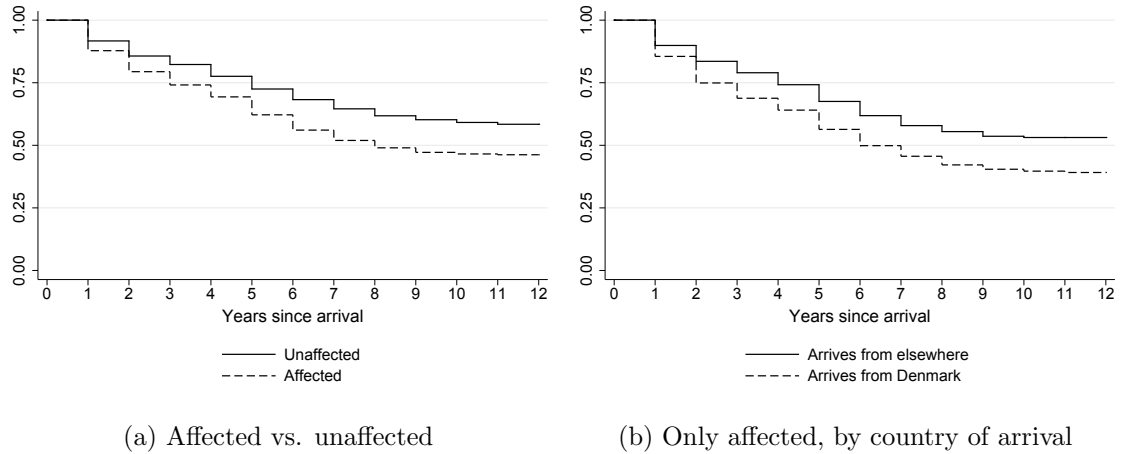 1.00
0.75
0.50
0.25
0.00
0 1 2 3 4 5 6 7 8 9 10 11 12
Years since arrival
Unaffected
Affected
(a) Affected vs. unaffected
1.00
0.75
0.50
0.25
0.00
0 1 2 3 4 5 6 7 8 9 10 11 12
Years since arrival
Arrives from elsewhere
Arrives from Denmark
(b) Only affected, by country of arrival